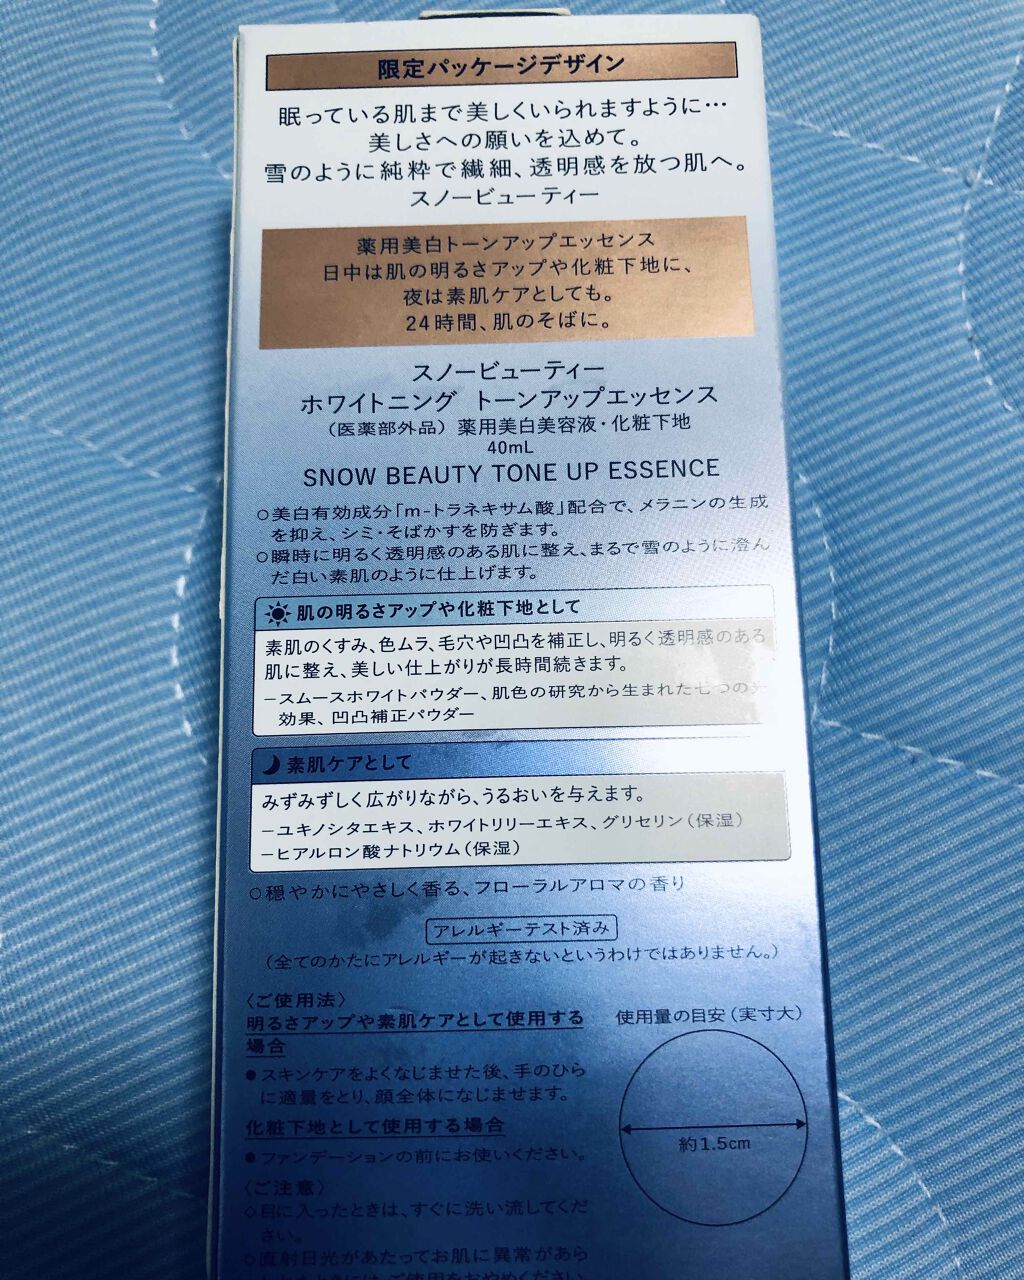 限定パッケージデザイン
眠っている肌まで美しくいられますように…
美しさへの願いを込めて。
雪のように純粋で繊細、透明感を放つ肌へ。
スノービューティー
薬用美白トーンアップエッセンス
日中は肌の明るさアップや化粧下地に、
夜は素肌ケアとしても。
24時間、肌のそばに。
スノービューティー
ホワイトニング トーンアップエッセンス
（医薬部外品） 薬用美白美容液・化粧下地
40mL
SNOW BEAUTY TONE UP ESSENCE
○美白有効成分「m-トラネキサム酸」配合で、メラニンの生成
を抑え、シミ・そばかすを防ぎます。
○瞬時に明るく透明感のある肌に整え、まるで雪のように澄ん
だ白い素肌のように仕上げます。
肌の明るさアップや化粧下地として
素肌のくすみ、色ムラ、毛穴や凹凸を補正し、明るく透明感のある
肌に整え、美しい仕上がりが長時間続きます。
－スムースホワイトパウダー、肌色の研究から生まれた七つの光
効果、凹凸補正パウダー
素肌ケアとして
みずみずしく広がりながら、うるおいを与えます。
－ユキノシタエキス、ホワイトリリーエキス、グリセリン（保湿）
－ヒアルロン酸ナトリウム（保湿）
○穏やかにやさしく香る、フローラルアロマの香り
アレルギーテスト済み
（全てのかたにアレルギーが起きないというわけではありません。）
〈ご使用法〉
明るさアップや素肌ケアとして使用する
場合
●スキンケアをよくなじませた後、手のひら
に適量をとり、顔全体になじませます。
化粧下地として使用する場合
●ファンデーションの前にお使いください。
使用量の目安（実寸大）
約1.5cm
〈ご注意〉
◇目に入ったときは、すぐに洗い流してくだ
さい。
◇直射日光があたってお肌に異常があら